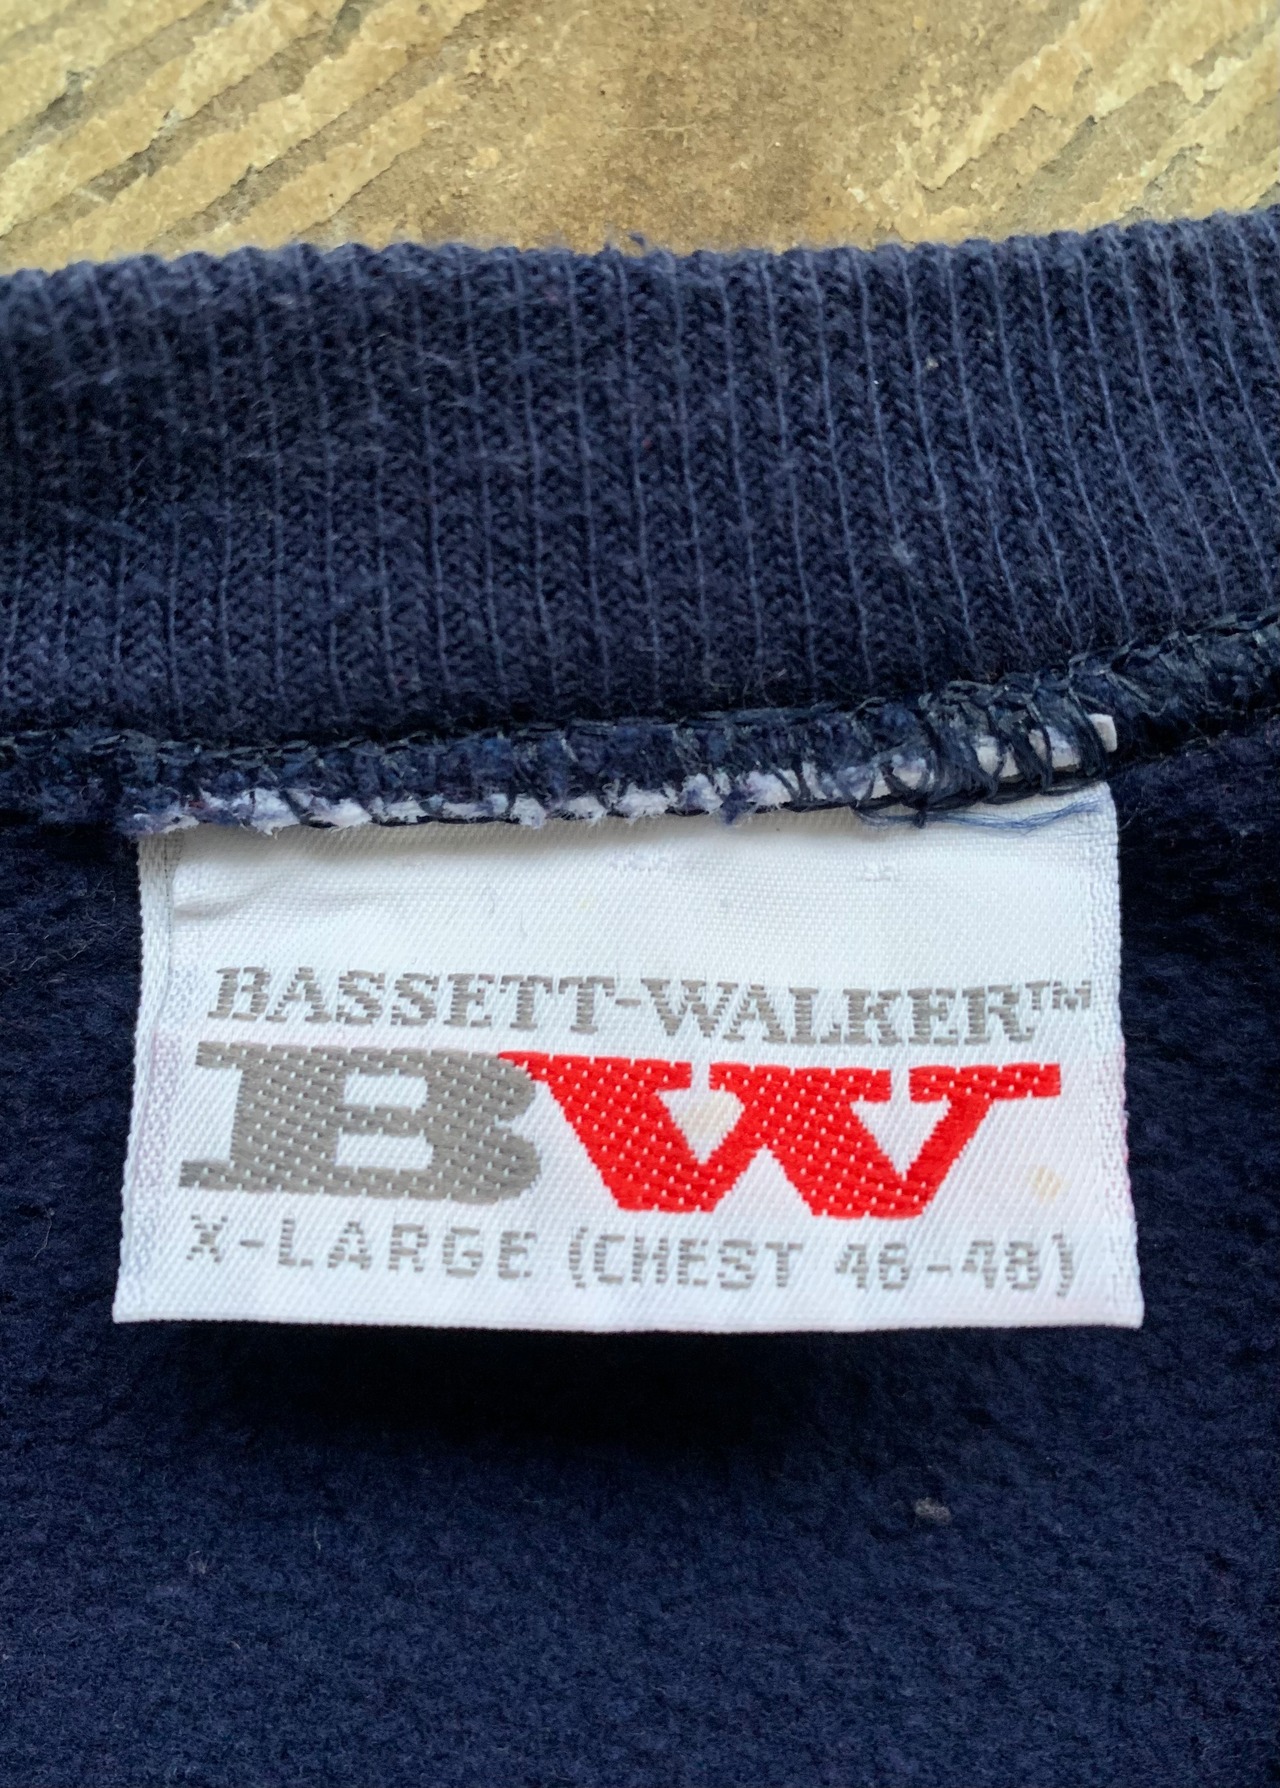 BASSETT-WALKER™
BW
X-LARGE (CHEST 46-48)